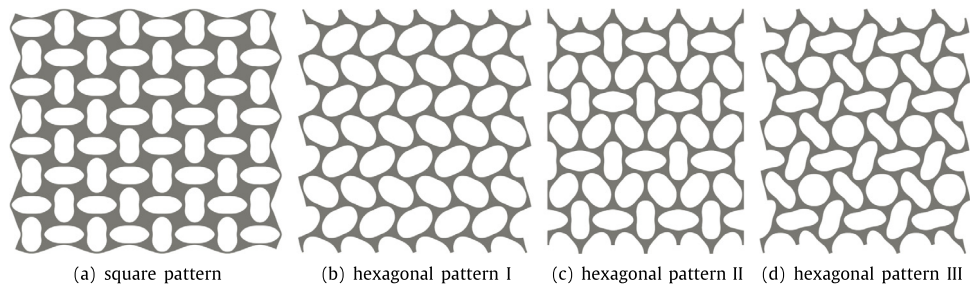 (a) square pattern
(b) hexagonal pattern I
(c) hexagonal pattern II
(d) hexagonal pattern III